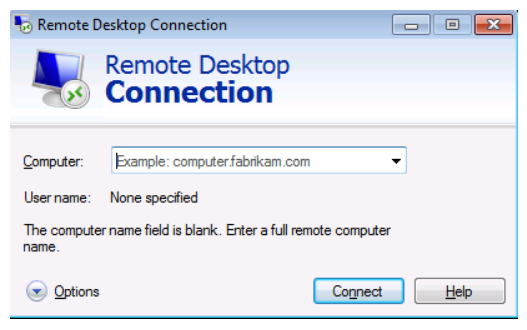 Remote Desktop Connection
Remote Desktop
Connection
Computer: Example: computer.fabrikam.com
User name: None specified
The computer name field is blank. Enter a full remote computer
name.
Options Connect Help